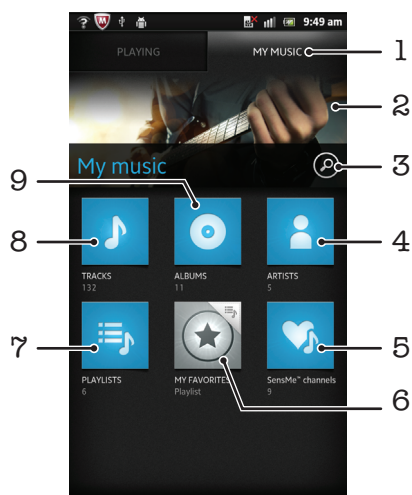 9:49 am
PLAYING MY MUSIC 1
2
My music 3
9
8 4
TRACKS ALBUMS ARTISTS
132 11 5
7 5
PLAYLISTS MY FAVORITES SensMe™ channels
6 Playlist 9
6